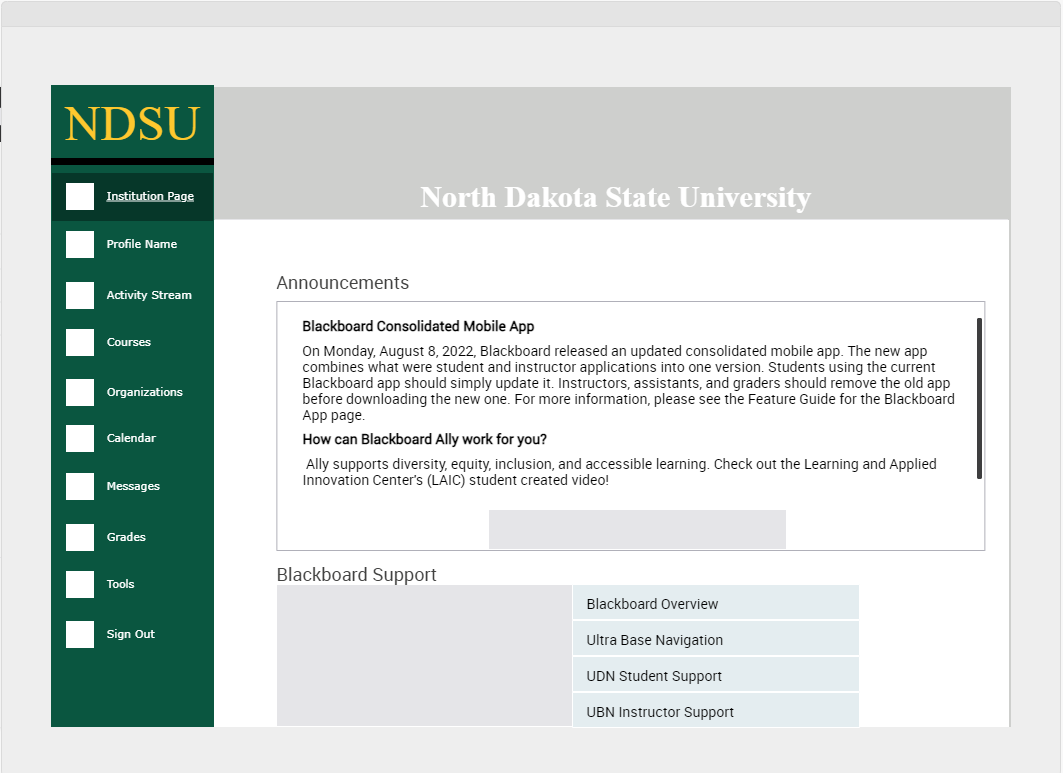 NDSU
North Dakota State University
Institution Page
Profile Name
Activity Stream
Courses
Organizations
Calendar
Messages
Grades
Tools
Sign Out
Announcements
Blackboard Consolidated Mobile App
On Monday, August 8, 2022, Blackboard released an updated consolidated mobile app. The new app
combines what were student and instructor applications into one version. Students using the current
Blackboard app should simply update it. Instructors, assistants, and graders should remove the old app
before downloading the new one. For more information, please see the Feature Guide for the Blackboard
App page.
How can Blackboard Ally work for you?
Ally supports diversity, equity, inclusion, and accessible learning. Check out the Learning and Applied
Innovation Center's (LAIC) student created video!
Blackboard Support
Blackboard Overview
Ultra Base Navigation
UDN Student Support
UBN Instructor Support